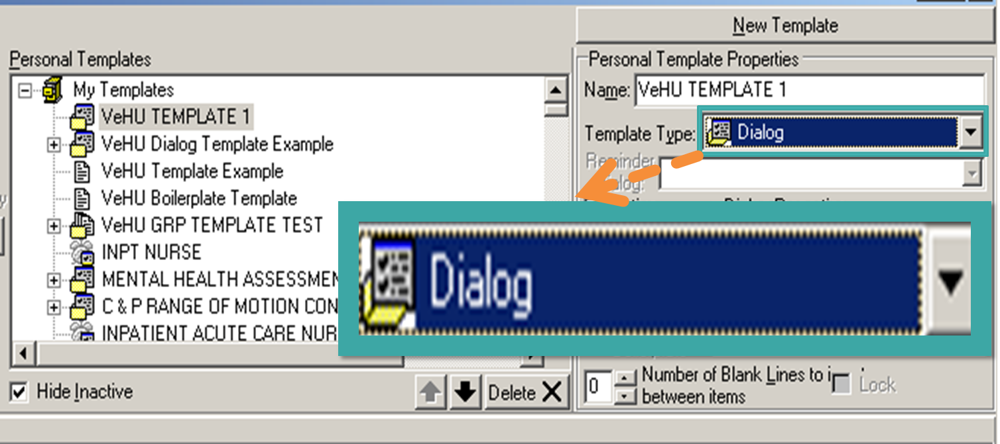 New Template
Personal Templates
My Templates
VeHU TEMPLATE 1
VeHU Dialog Template Example
VeHU Template Example
VeHU Boilerplate Template
VeHU GRP TEMPLATE TEST
INPT NURSE
MENTAL HEALTH ASSESSMEN
C & P RANGE OF MOTION CON
INPATIENT ACUTE CARE NUR
Hide Inactive
Delete
Personal Template Properties
Name: VeHU TEMPLATE 1
Template Type: Dialog
Reminder
Dialog
0 Number of Blank Lines to i
between items
Lock